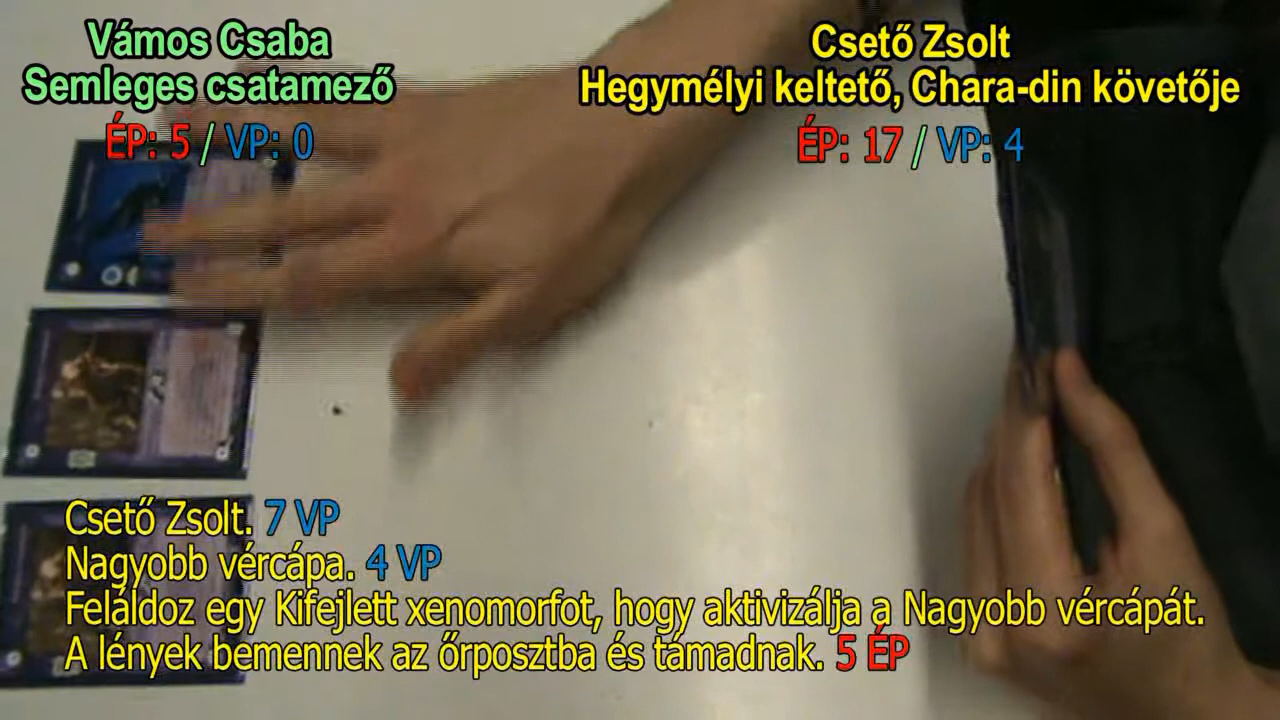 Vámos Csaba
Semleges csatamező
ÉP: 5 / VP: 0
Csető Zsolt
Hegymélyi keltető, Chara-din követője
ÉP: 17 / VP: 4
Csető Zsolt. 7 VP
Nagyobb vércápa. 4 VP
Feláldoz egy Kifejlett xenomorfot, hogy aktivizálja a Nagyobb vércápát.
A lények bemennek az őrposztba és támadnak. 5 ÉP